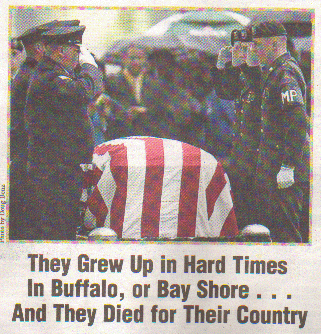 MP
Photo by Doug Benz
They Grew Up in Hard Times
In Buffalo, or Bay Shore . . .
And They Died for Their Country